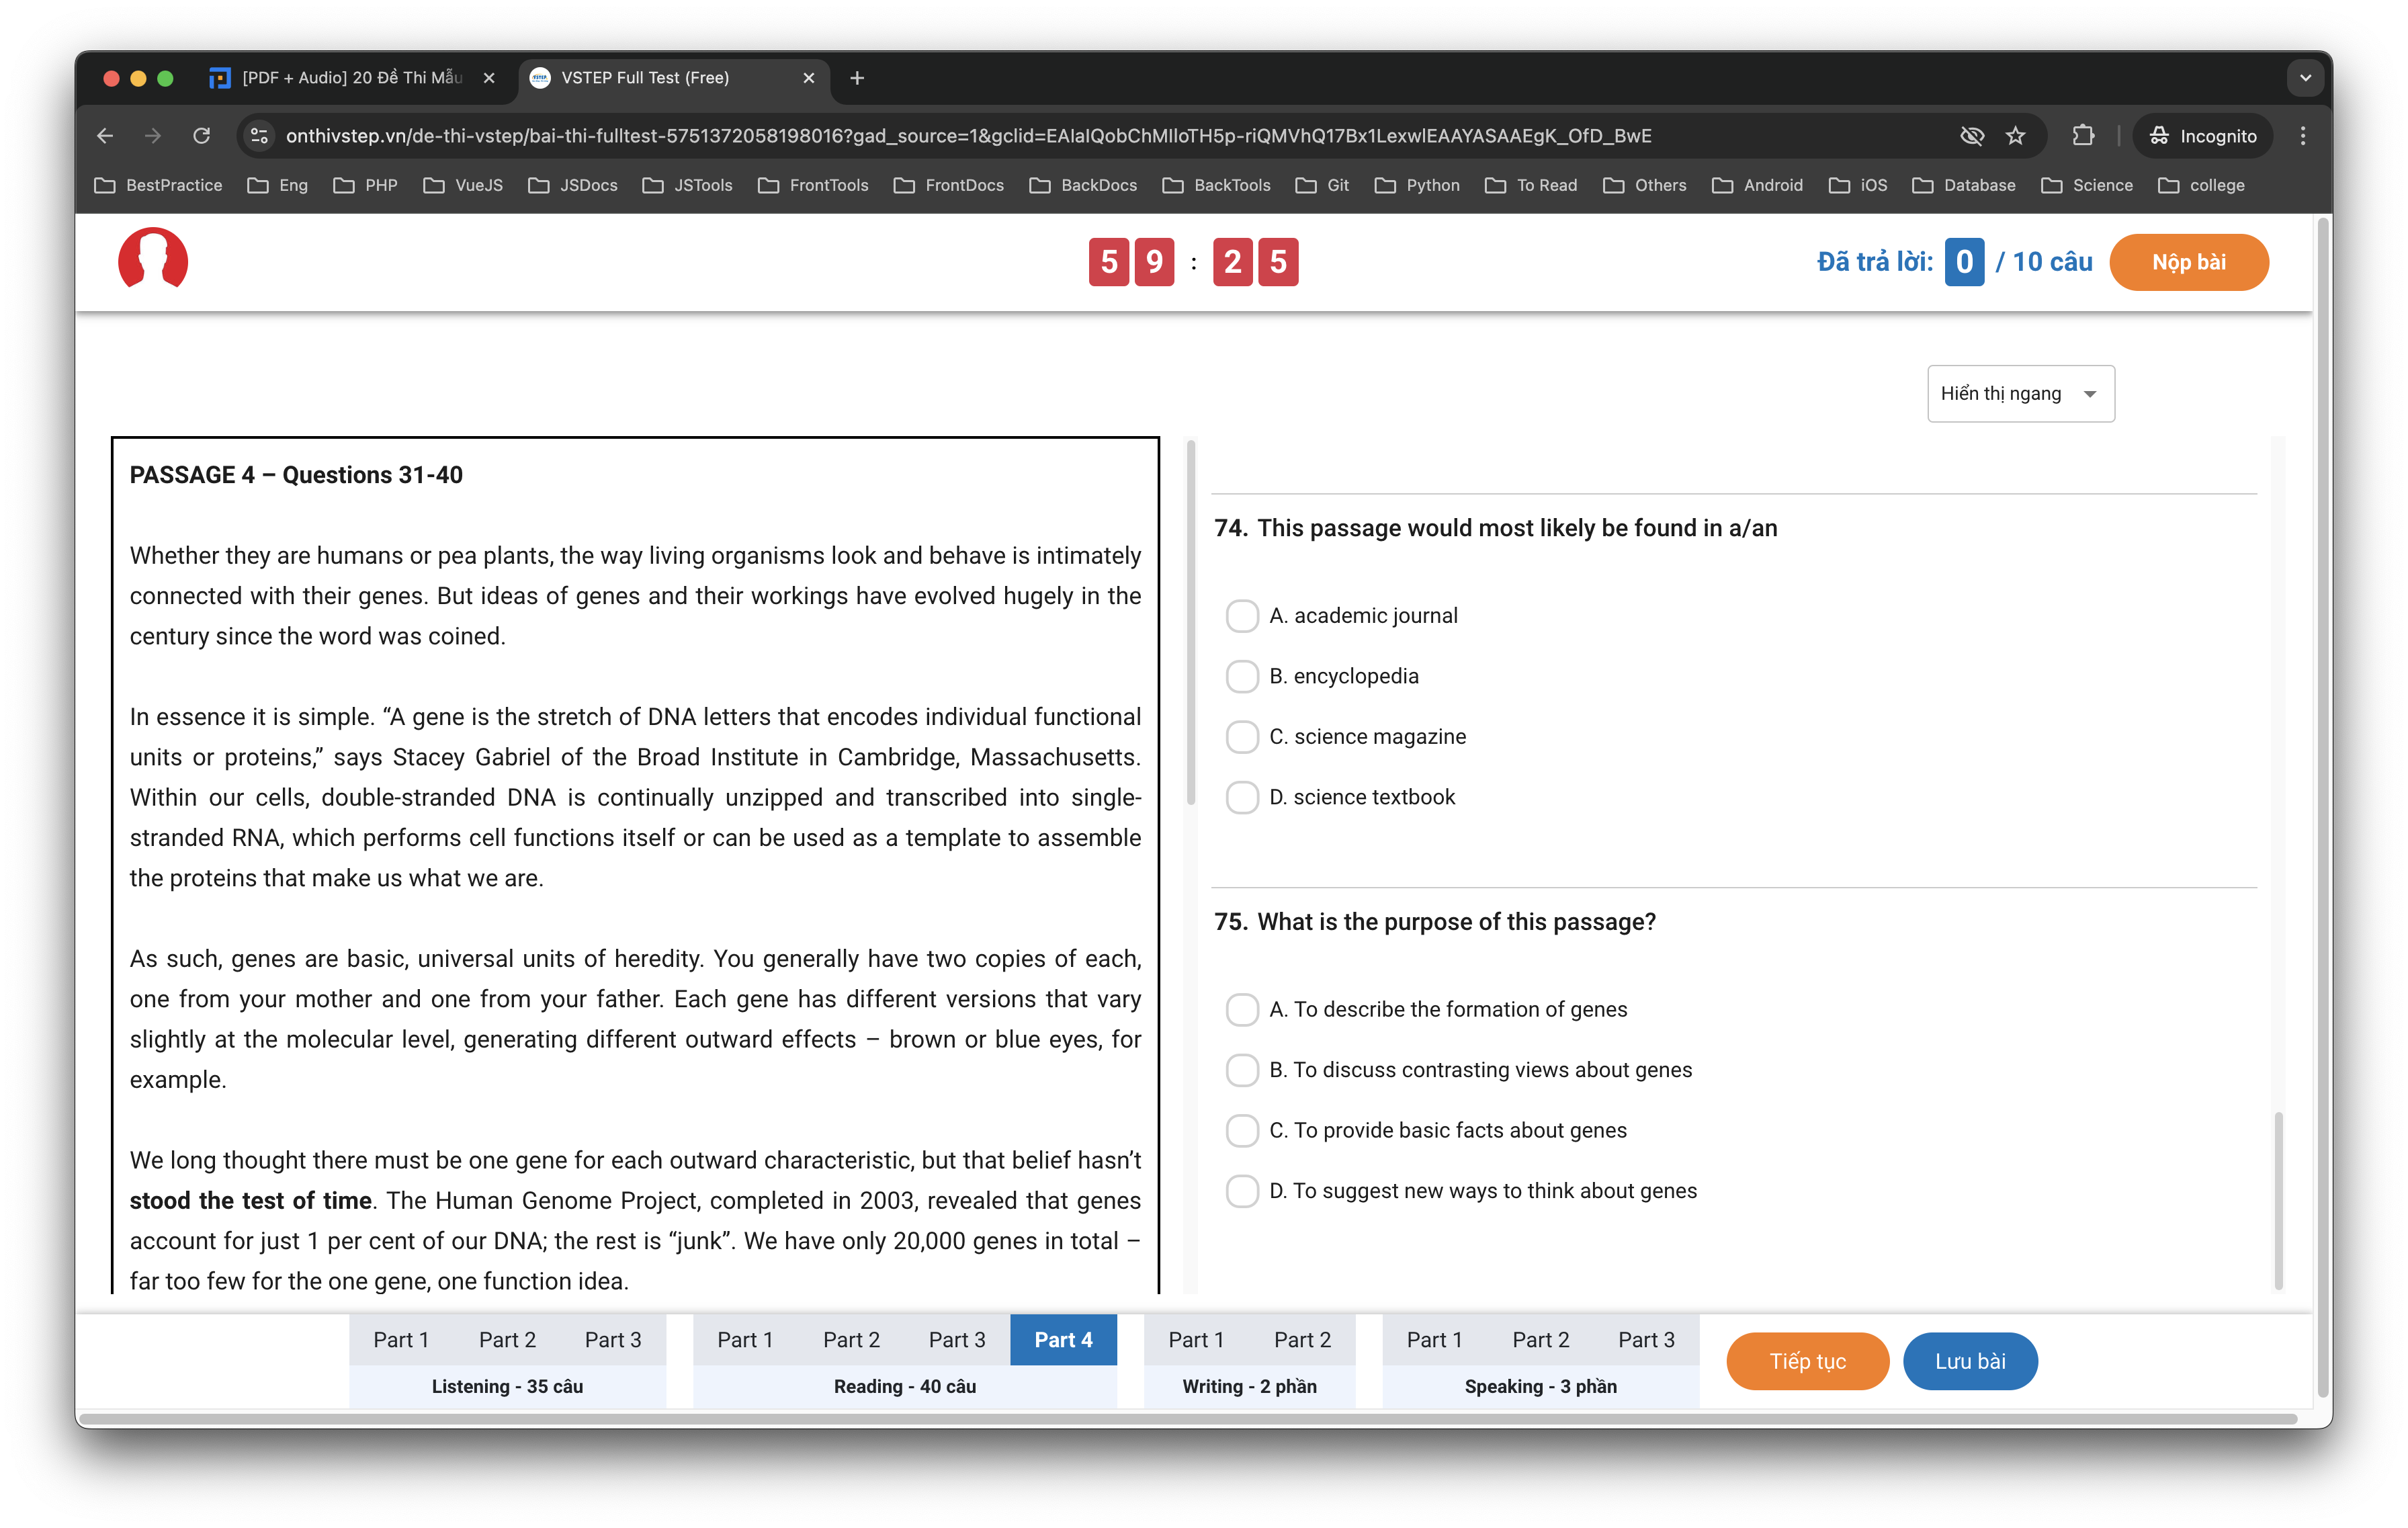 [PDF + Audio] 20 Đề Thi Mẫu
VSTEP Full Test (Free)
onthivstep.vn/de-thi-vstep/bai-thi-fulltest-5751372058198016?gad_source=1&gclid=EAIaIQobChMIloTH5p-riQMVhQ17Bx1LexwlEAAYASAAEgK_OfD_BwE
Incognito
BestPractice Eng PHP VueJS JSDocs JSTools FrontTools FrontDocs BackDocs BackTools Git Python To Read Others Android iOS Database Science college
5 9 : 2 5
Đã trả lời: 0 / 10 câu
Nộp bài
Hiển thị ngang
PASSAGE 4 – Questions 31-40
Whether they are humans or pea plants, the way living organisms look and behave is intimately
connected with their genes. But ideas of genes and their workings have evolved hugely in the
century since the word was coined.
In essence it is simple. “A gene is the stretch of DNA letters that encodes individual functional
units or proteins,” says Stacey Gabriel of the Broad Institute in Cambridge, Massachusetts.
Within our cells, double-stranded DNA is continually unzipped and transcribed into single-
stranded RNA, which performs cell functions itself or can be used as a template to assemble
the proteins that make us what we are.
As such, genes are basic, universal units of heredity. You generally have two copies of each,
one from your mother and one from your father. Each gene has different versions that vary
slightly at the molecular level, generating different outward effects – brown or blue eyes, for
example.
We long thought there must be one gene for each outward characteristic, but that belief hasn’t
stood the test of time. The Human Genome Project, completed in 2003, revealed that genes
account for just 1 per cent of our DNA; the rest is “junk”. We have only 20,000 genes in total –
far too few for the one gene, one function idea.
74. This passage would most likely be found in a/an
A. academic journal
B. encyclopedia
C. science magazine
D. science textbook
75. What is the purpose of this passage?
A. To describe the formation of genes
B. To discuss contrasting views about genes
C. To provide basic facts about genes
D. To suggest new ways to think about genes
Part 1 Part 2 Part 3
Listening - 35 câu
Part 1 Part 2 Part 3 Part 4
Reading - 40 câu
Part 1 Part 2
Writing - 2 phần
Part 1 Part 2 Part 3
Speaking - 3 phần
Tiếp tục
Lưu bài